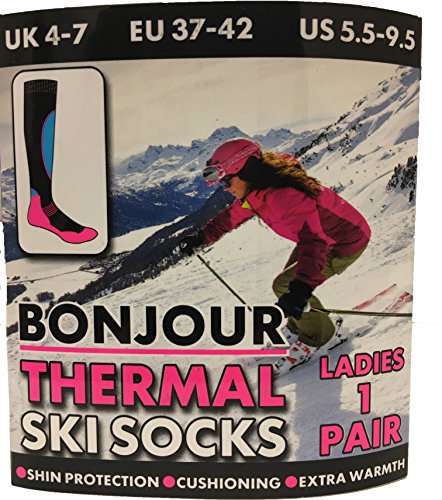 UK 4-7 EU 37-42 US 5.5-9.5
BONJOUR
THERMAL
SKI SOCKS
LADIES
1
PAIR
SHIN PROTECTION CUSHIONING EXTRA WARMTH